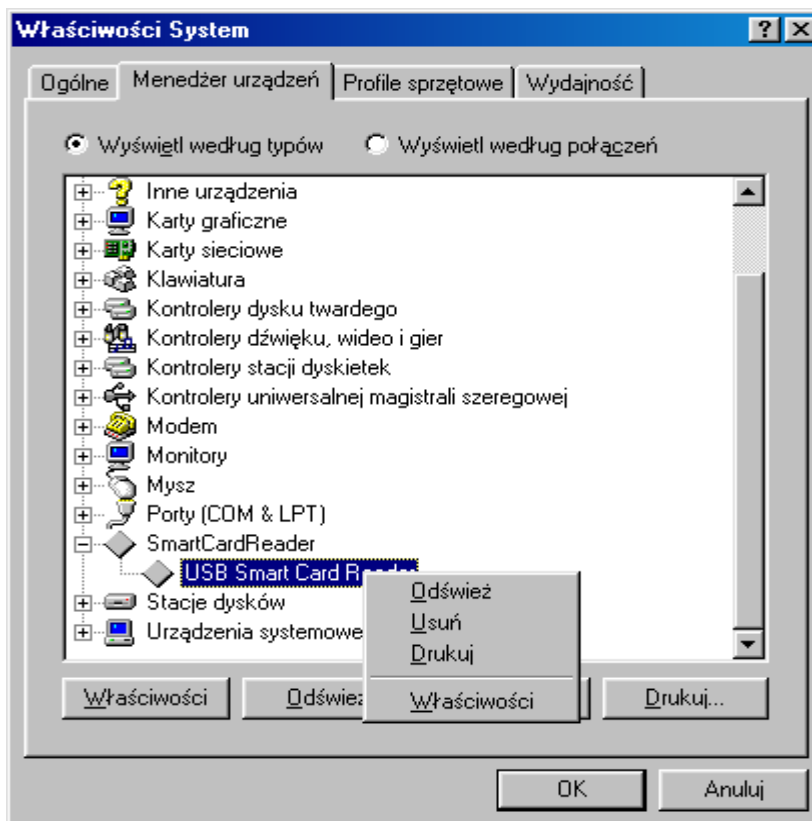 Właściwości System
Ogólne Menedżer urządzeń Profile sprzętowe Wydajność
Wyświetl według typów Wyświetl według połączeń
Inne urządzenia
Karty graficzne
Karty sieciowe
Klawiatura
Kontrolery dysku twardego
Kontrolery dźwięku, wideo i gier
Kontrolery stacji dyskietek
Kontrolery uniwersalnej magistrali szeregowej
Modem
Monitory
Mysz
Porty (COM & LPT)
SmartCardReader
USB Smart Card Reader
Odśwież
Usuń
Drukuj
Właściwości
Stacje dysków
Urządzenia systemowe
Właściwości Odśwież Drukuj...
OK Anuluj